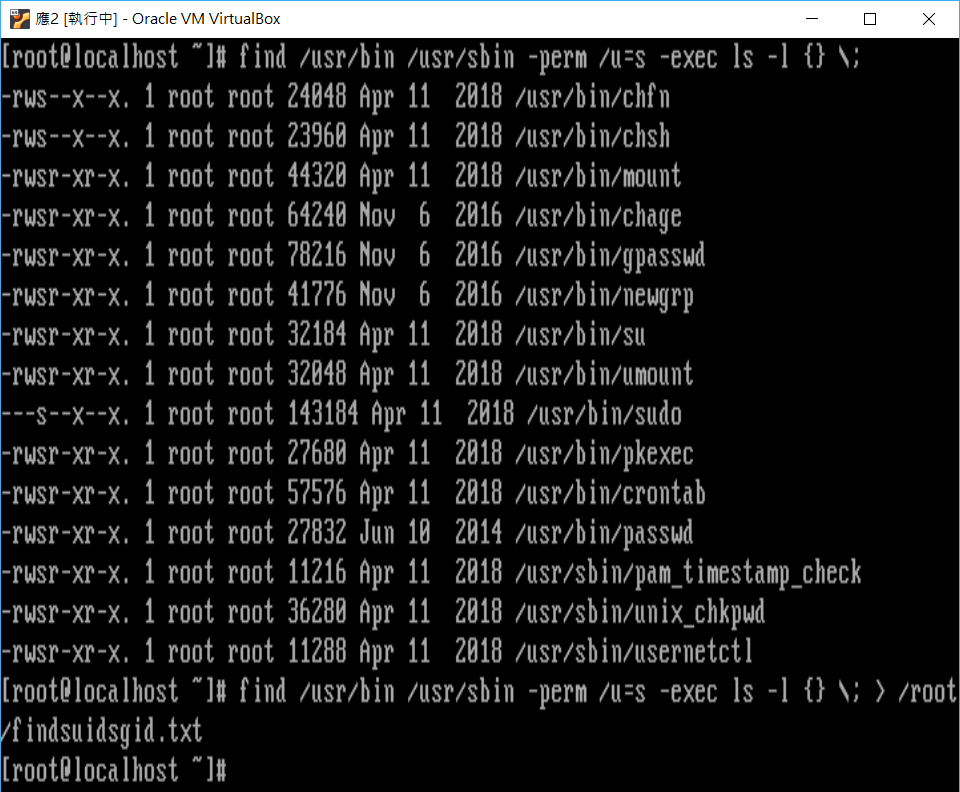 應2 [執行中] - Oracle VM VirtualBox
[root@localhost ~]# find /usr/bin /usr/sbin -perm /u=s -exec ls -l {} \;
-rws--x--x. 1 root root 24048 Apr 11  2018 /usr/bin/chfn
-rws--x--x. 1 root root 23960 Apr 11  2018 /usr/bin/chsh
-rwsr-xr-x. 1 root root 44320 Apr 11  2018 /usr/bin/mount
-rwsr-xr-x. 1 root root 64240 Nov  6  2016 /usr/bin/chage
-rwsr-xr-x. 1 root root 78216 Nov  6  2016 /usr/bin/gpasswd
-rwsr-xr-x. 1 root root 41776 Nov  6  2016 /usr/bin/newgrp
-rwsr-xr-x. 1 root root 32184 Apr 11  2018 /usr/bin/su
-rwsr-xr-x. 1 root root 32048 Apr 11  2018 /usr/bin/umount
---s--x--x. 1 root root 143184 Apr 11  2018 /usr/bin/sudo
-rwsr-xr-x. 1 root root 27680 Apr 11  2018 /usr/bin/pkexec
-rwsr-xr-x. 1 root root 57576 Apr 11  2018 /usr/bin/crontab
-rwsr-xr-x. 1 root root 27832 Jun 10  2014 /usr/bin/passwd
-rwsr-xr-x. 1 root root 11216 Apr 11  2018 /usr/sbin/pam_timestamp_check
-rwsr-xr-x. 1 root root 36280 Apr 11  2018 /usr/sbin/unix_chkpwd
-rwsr-xr-x. 1 root root 11288 Apr 11  2018 /usr/sbin/usernetctl
[root@localhost ~]# find /usr/bin /usr/sbin -perm /u=s -exec ls -l {} \; > /root
/findsuidsgid.txt
[root@localhost ~]#